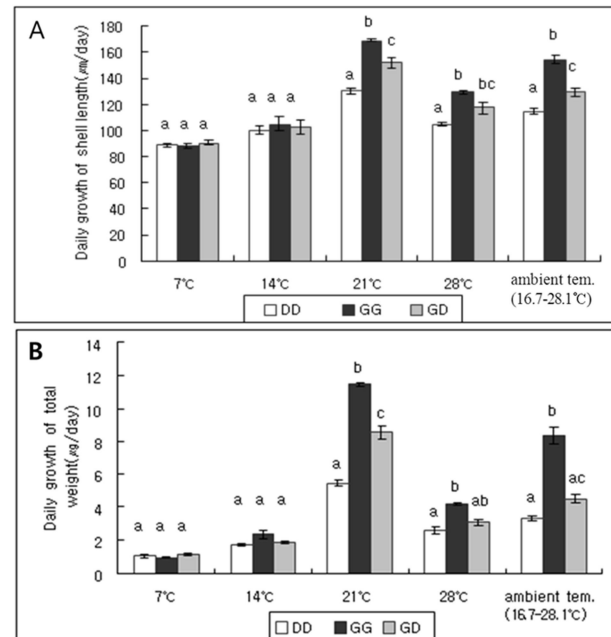 A
Daily growth of shell length(㎛/day)
180
160
140
120
100
80
60
40
20
0
a a a
a a a
a b c
a b bc
a b c
7℃ 14℃ 21℃ 28℃ ambient tem.
(16.7-28.1℃)
DD GG GD
B
Daily growth of total
weight(㎍/day)
14
12
10
8
6
4
2
0
a a a
a a a
a b c
a b ab
a b ac
7℃ 14℃ 21℃ 28℃ ambient tem.
(16.7-28.1℃)
DD GG GD